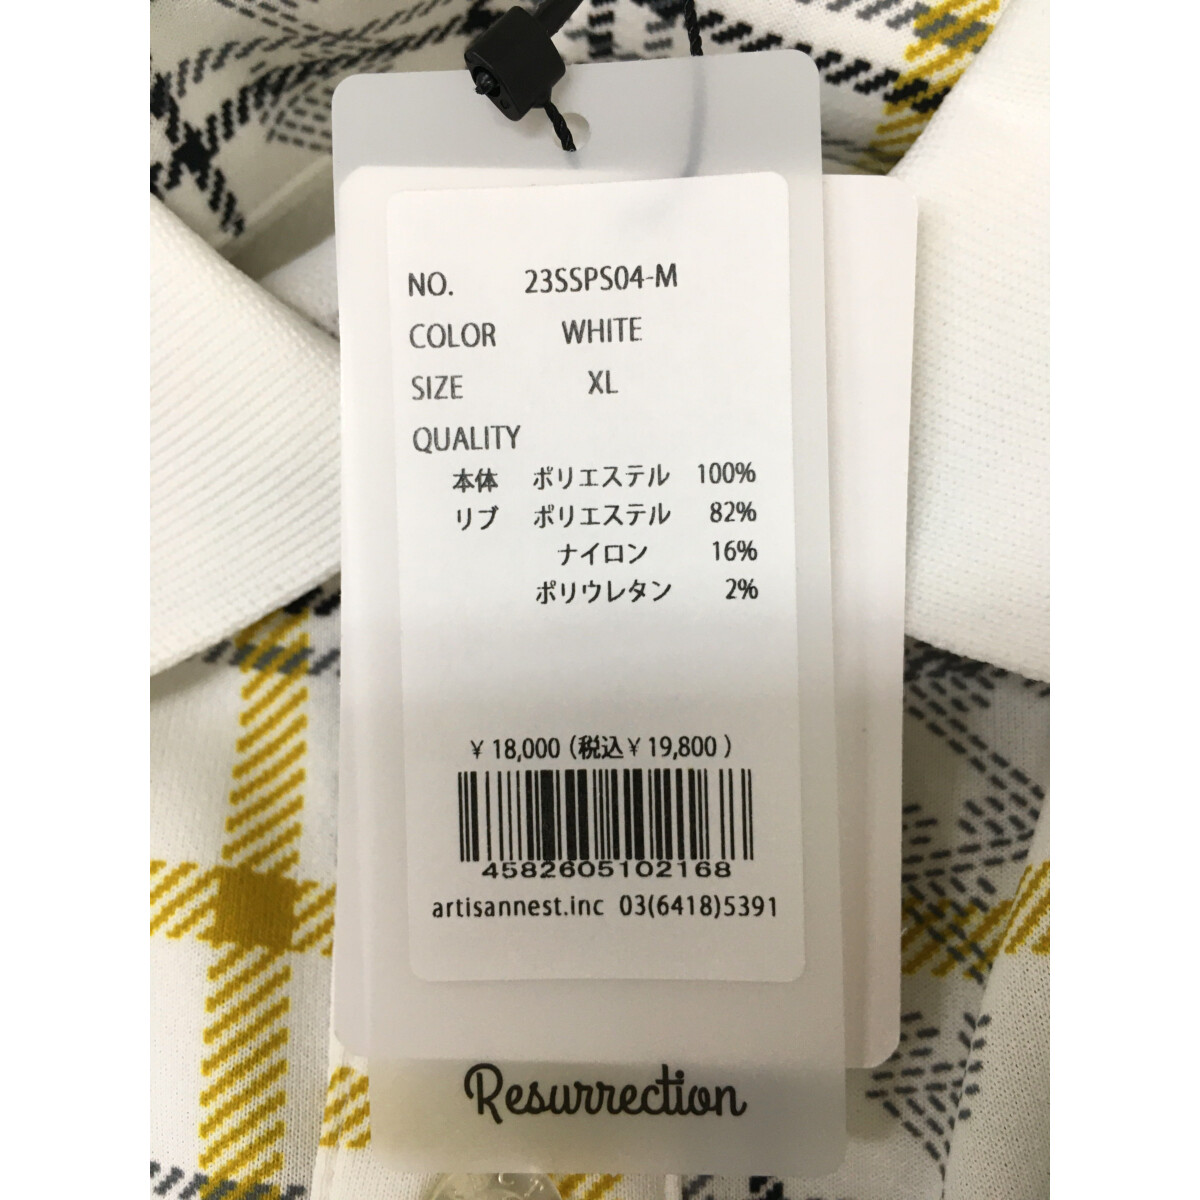 NO. 23SSPS04-M
COLOR WHITE
SIZE XL
QUALITY
本体 ポリエステル 100%
リブ ポリエステル 82%
ナイロン 16%
ポリウレタン 2%
¥ 18,000 (税込¥ 19,800 )
4582605102168
artisannest.inc 03(6418)5391
Resurrection